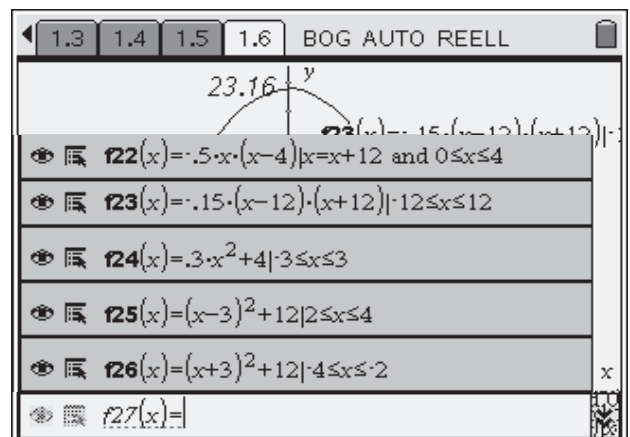 1.3 1.4 1.5 1.6 BOG AUTO REELL
23.16 y
f22(x)=-.5·x·(x-4)|x=x+12 and 0≤x≤4
f23(x)=-.15·(x-12)·(x+12)|-12≤x≤12
f24(x)=.3·x²+4|-3≤x≤3
f25(x)=(x-3)²+12|2≤x≤4
f26(x)=(x+3)²+12|-4≤x≤-2
x
f27(x)=